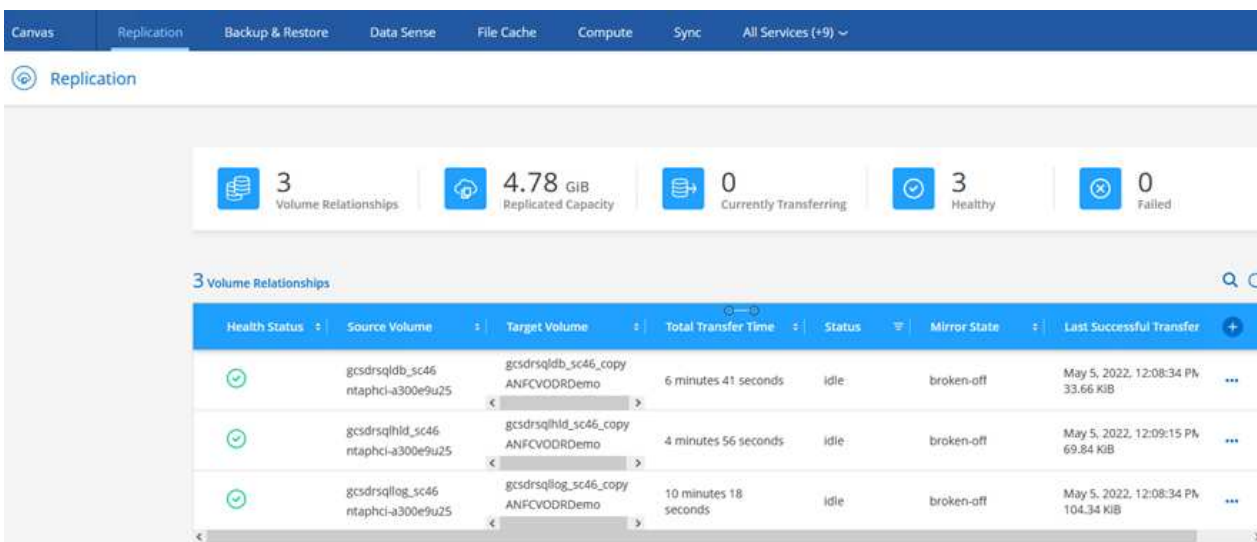 Canvas Replication Backup & Restore Data Sense File Cache Compute Sync All Services (+9)
Replication
3 4.78 GiB 0 3 0
Volume Relationships Replicated Capacity Currently Transferring Healthy Failed
3 Volume Relationships
Health Status Source Volume Target Volume Total Transfer Time Status Mirror State Last Successful Transfer
gcsdrsqldb_sc46 gcsdrsqldb_sc46_copy 6 minutes 41 seconds idle broken-off May 5, 2022, 12:08:34 PM
ntaphci-a300e9u25 ANFCVODRDemo 33.66 KiB
gcsdrsqlhld_sc46 gcsdrsqlhld_sc46_copy 4 minutes 56 seconds idle broken-off May 5, 2022, 12:09:15 PM
ntaphci-a300e9u25 ANFCVODRDemo 69.84 KiB
gcsdrsqllog_sc46 gcsdrsqllog_sc46_copy 10 minutes 18 idle broken-off May 5, 2022, 12:08:34 PM
ntaphci-a300e9u25 ANFCVODRDemo seconds 104.34 KiB